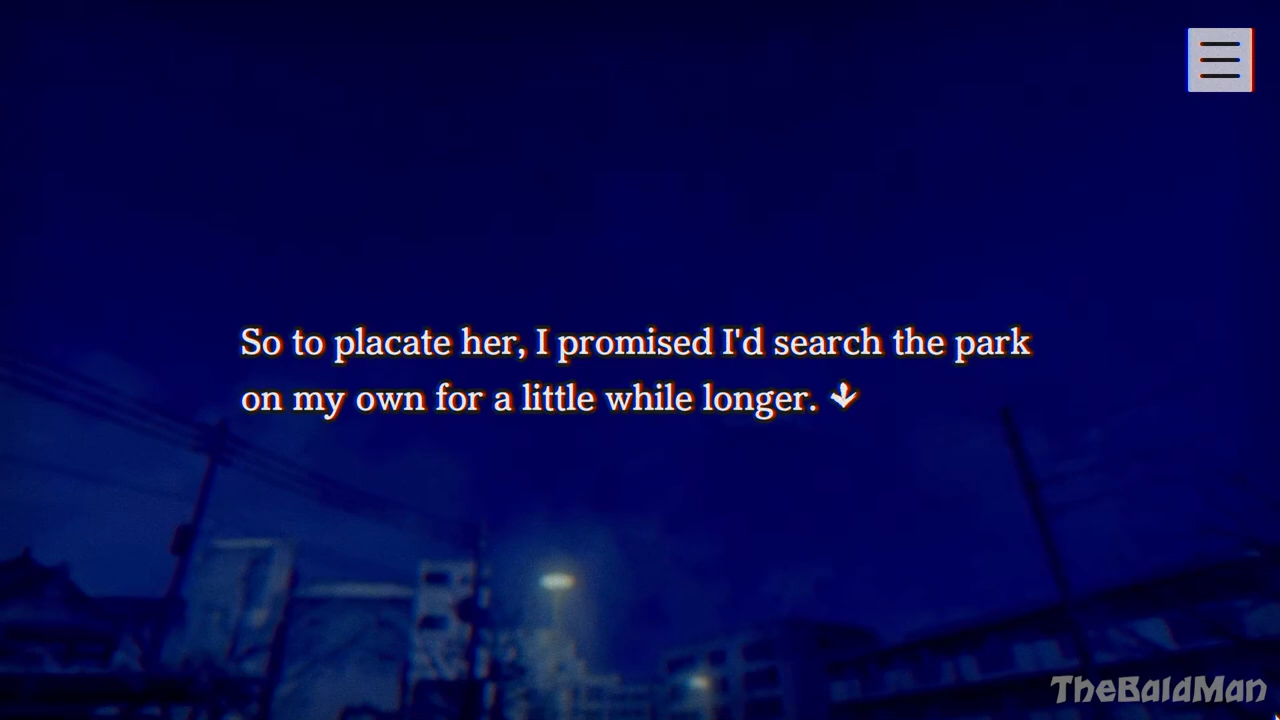 So to placate her, I promised I'd search the park
on my own for a little while longer.
TheBaldMan